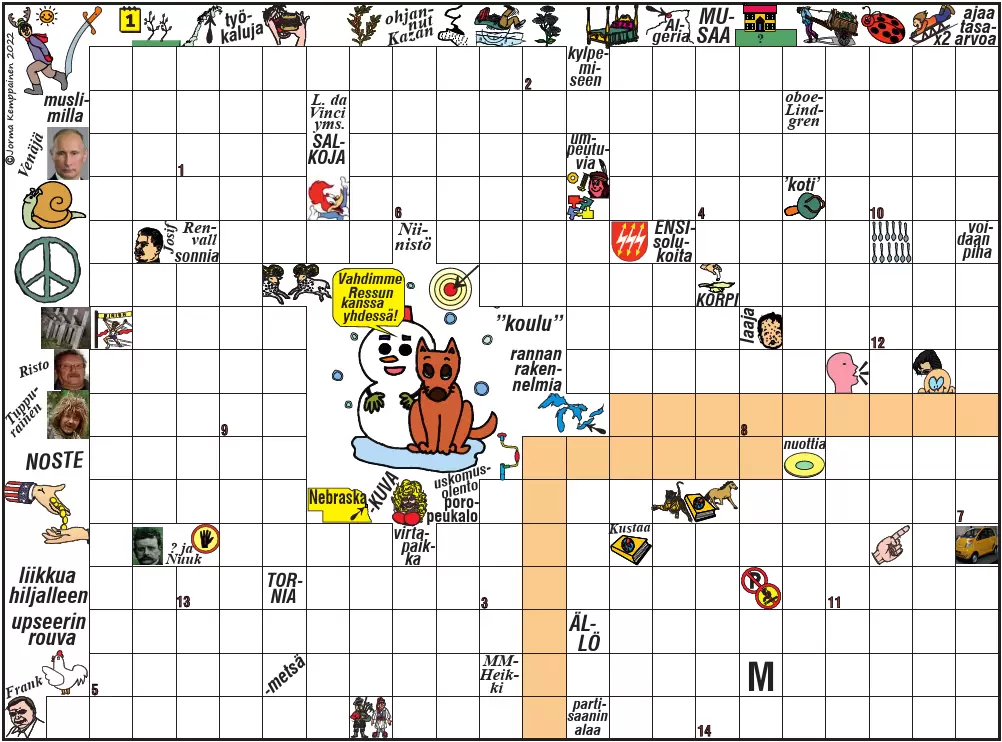 ©Jorma Kemppainen 2022
1
työ-
kaluja
ohjan-
nut
Kazan
Al-
geria
MU-
SAA
?
x2
ajaa
tasa-
arvoa
musli-
milla
2
kylpe-
mi-
seen
L. da
Vinci
yms.
SAL-
KOJA
oboe-
Lind-
gren
Venäjä
1
um-
peutu-
via
6
4
'koti'
10
Josif
Ren-
vall
sonnia
Nii-
nistö
ENSI-
solu-
koita
voi-
daan
piha
Vahdimme
Ressun
kanssa
yhdessä!
KORPI
"koulu"
laaja
12
Risto
rannan
raken-
nelmia
Tuppu-
rainen
9
8
NOSTE
nuottia
Nebraska
-KUVA
uskomus-
olento
poro-
peukalo
7
? ja
Nuuk
virta-
paik-
ka
Kustaa
liikkua
hiljalleen
13
TOR-
NIA
3
P
11
upseerin
rouva
ÄL-
LÖ
Frank
5
-metsä
MM-
Heik-
ki
M
parti-
saanin
alaa
14